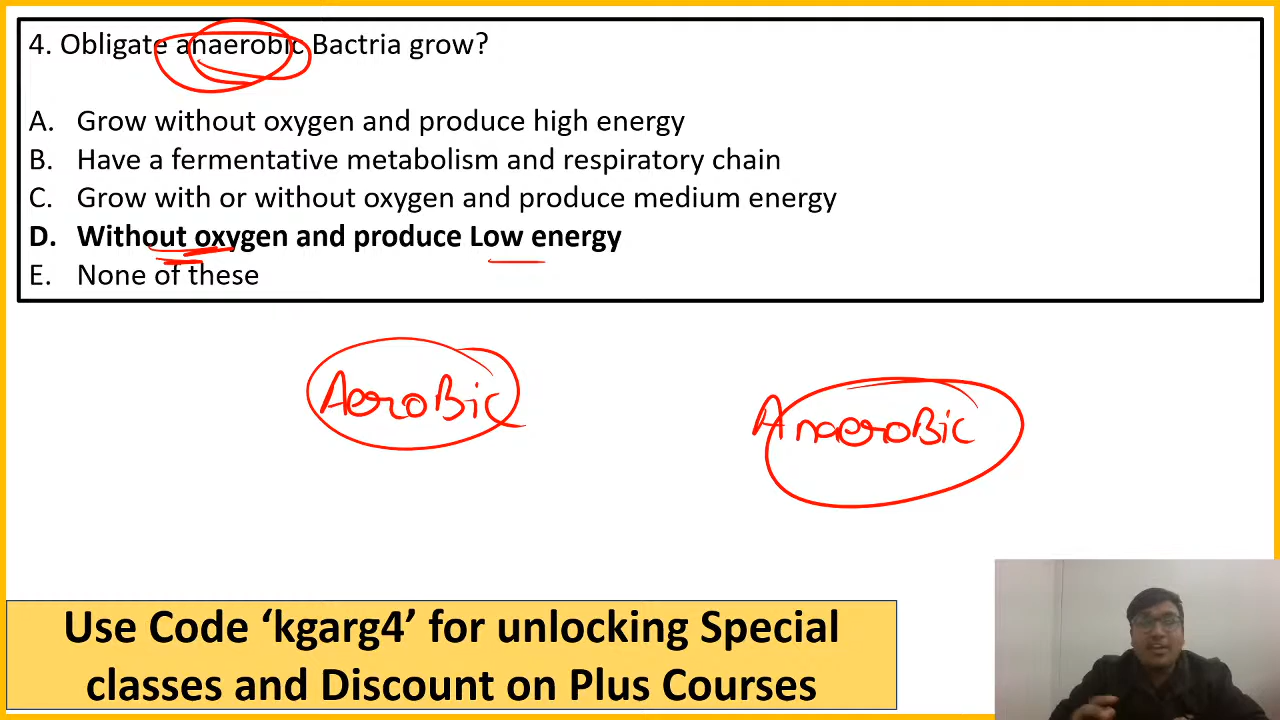 4. Obligate anaerobic Bactria grow?
A. Grow without oxygen and produce high energy
B. Have a fermentative metabolism and respiratory chain
C. Grow with or without oxygen and produce medium energy
D. Without oxygen and produce Low energy
E. None of these
AeroBic
AnaeroBic
Use Code ‘kgarg4’ for unlocking Special
classes and Discount on Plus Courses